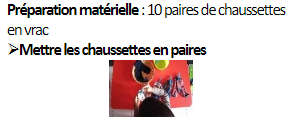 Préparation matérielle : 10 paires de chaussettes
en vrac
➢Mettre les chaussettes en paires